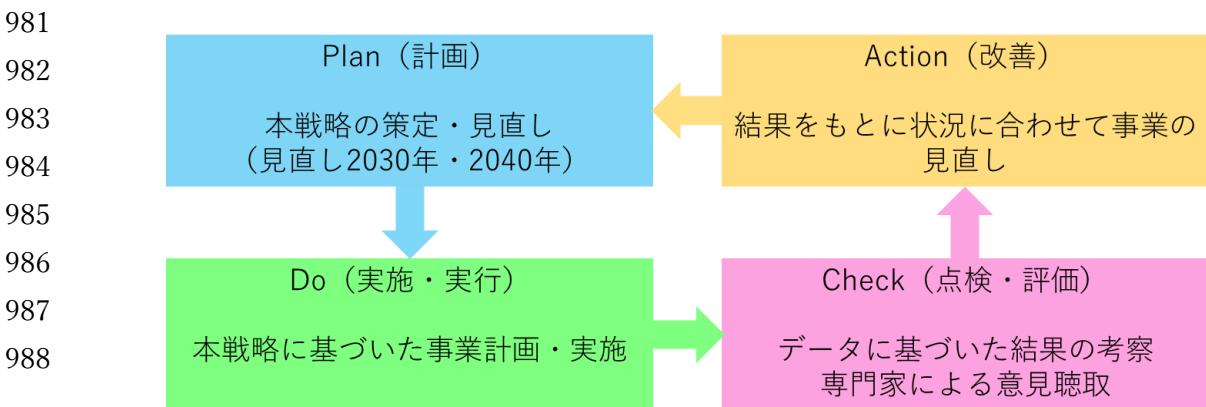 981
982
983
984
985
986
987
988
Plan（計画）
本戦略の策定・見直し
（見直し2030年・2040年）
Action（改善）
結果をもとに状況に合わせて事業の
見直し
Do（実施・実行）
本戦略に基づいた事業計画・実施
Check（点検・評価）
データに基づいた結果の考察
専門家による意見聴取